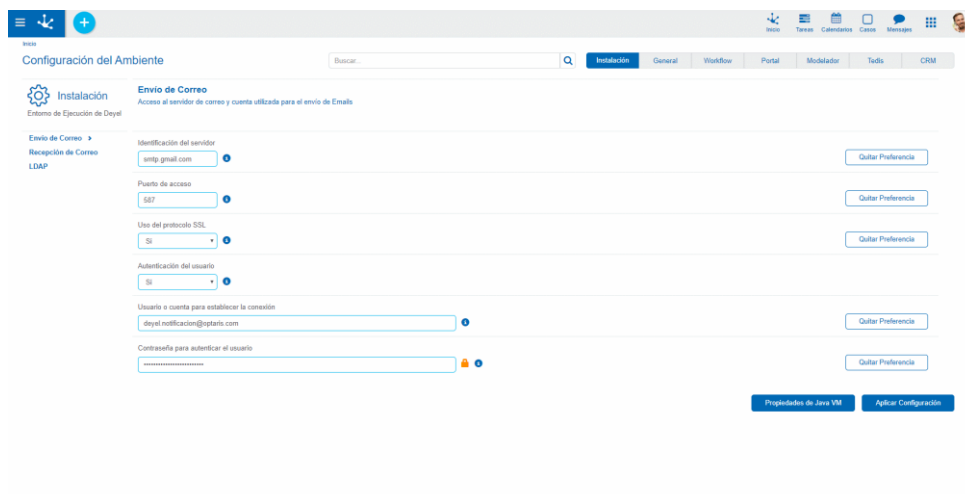 Inicio Tareas Calendarios Casos Mensajes
Inicio
Configuración del Ambiente
Buscar...
Instalación General Workflow Portal Modelador Tedis CRM
Instalación
Entorno de Ejecución de Deyel
Envío de Correo
Acceso al servidor de correo y cuenta utilizada para el envío de Emails
Envío de Correo >
Recepción de Correo
LDAP
Identificación del servidor
smtp.gmail.com
Quitar Preferencia
Puerto de acceso
587
Quitar Preferencia
Uso del protocolo SSL
Si
Quitar Preferencia
Autenticación del usuario
Si
Usuario o cuenta para establecer la conexión
deyel.notificacion@optaris.com
Quitar Preferencia
Contraseña para autenticar el usuario
Quitar Preferencia
Propiedades de Java VM Aplicar Configuración